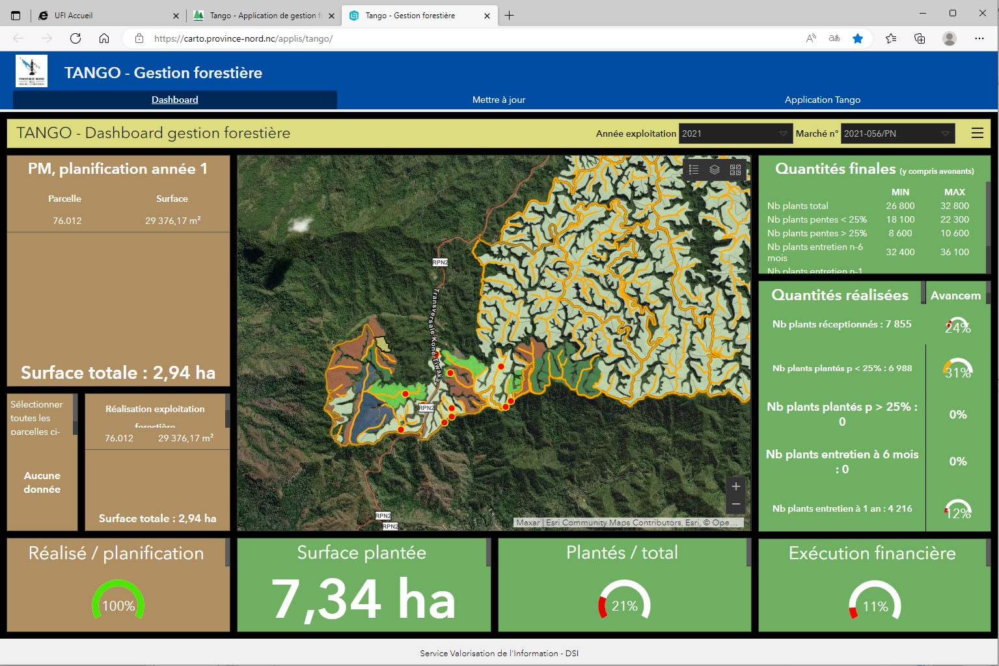 UFI Accueil
Tango - Application de gestion fo
Tango - Gestion forestière
https://carto.province-nord.nc/applis/tango/
PROVINCE NORD
TANGO - Gestion forestière
Dashboard
Mettre à jour
Application Tango
TANGO - Dashboard gestion forestière
Année exploitation 2021
Marché n° 2021-056/PN
PM, planification année 1
Parcelle Surface
76.012 29 376,17 m²
Surface totale : 2,94 ha
Sélectionner
toutes les
parcelles ci-
Aucune
donnée
Réalisation exploitation
forestière
76.012 29 376,17 m²
Surface totale : 2,94 ha
RPN2
Transversale Koné Tiwaka
RPN2
RPN2
RPN2
Maxar | Esri Community Maps Contributors, Esri, © Ope...
Quantités finales (y compris avenants)
MIN MAX
Nb plants total 26 800 32 800
Nb plants pentes < 25% 18 100 22 300
Nb plants pentes > 25% 8 600 10 600
Nb plants entretien n-6
mois 32 400 36 100
Nb plants entretien n-1
Quantités réalisées
Avancem
Nb plants réceptionnés : 7 855
24%
Nb plants plantés p < 25% : 6 988
31%
Nb plants plantés p > 25% :
0
0%
Nb plants entretien à 6 mois
: 0
0%
Nb plants entretien à 1 an : 4 216
12%
Réalisé / planification
100%
Surface plantée
7,34 ha
Plantés / total
21%
Exécution financière
11%
Service Valorisation de l'Information - DSI